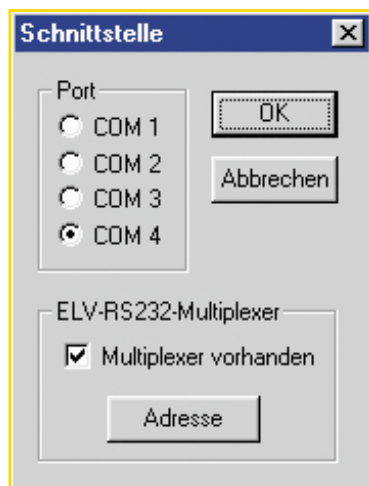 Schnittstelle
Port
COM 1
COM 2
COM 3
COM 4
OK
Abbrechen
ELV-RS232-Multiplexer
Multiplexer vorhanden
Adresse